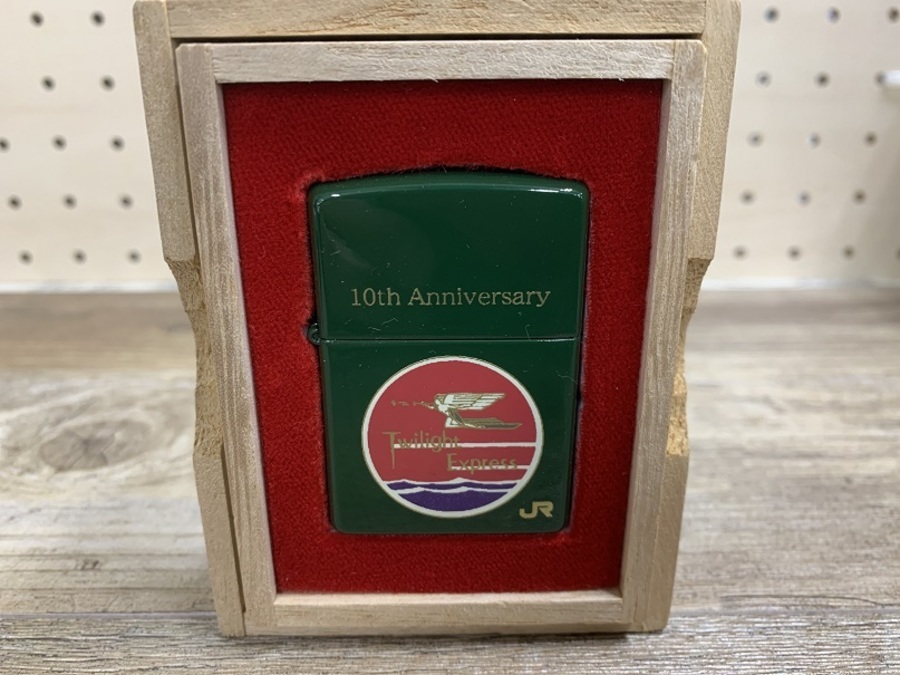 10th Anniversary
Twilight
Express
JR